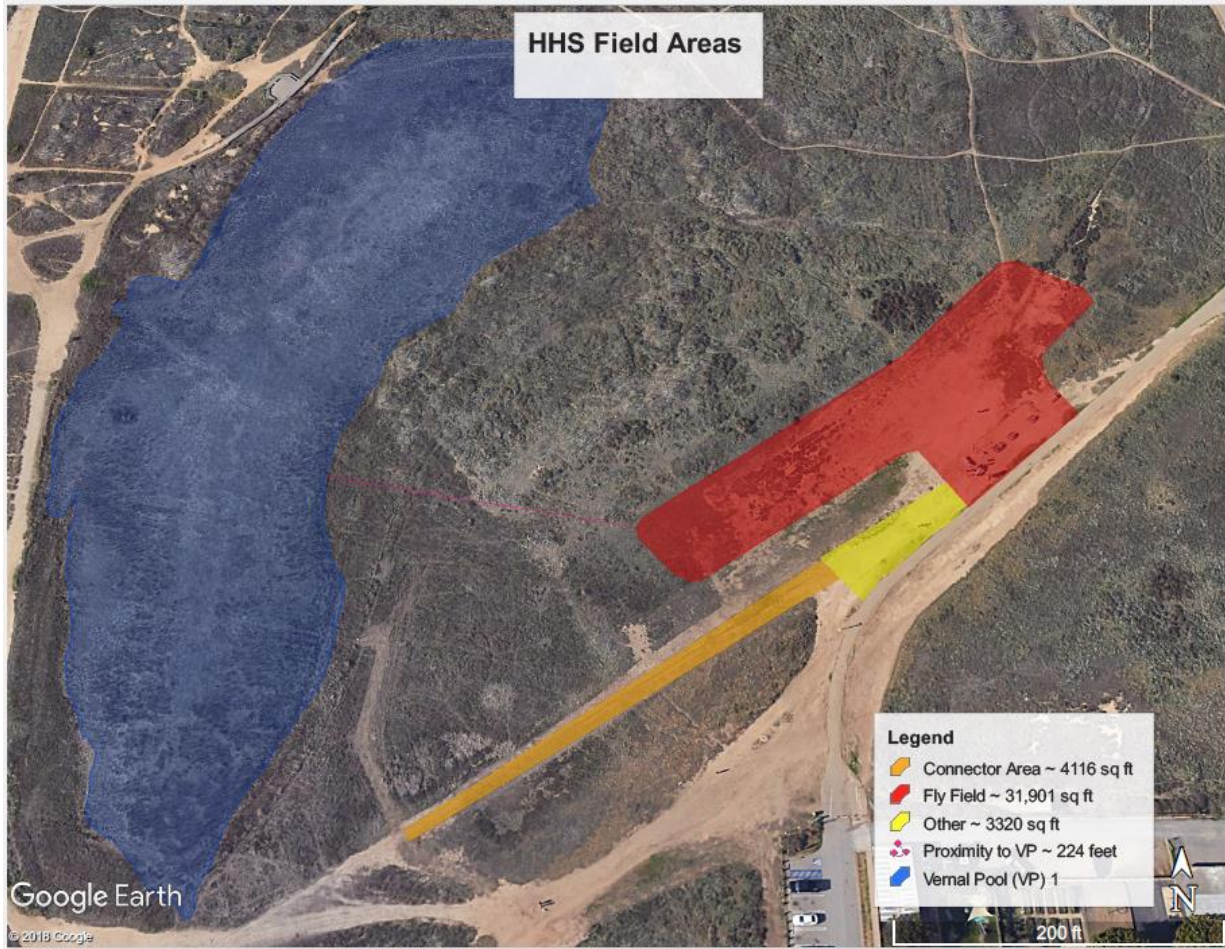 HHS Field Areas
Legend
Connector Area ~ 4116 sq ft
Fly Field ~ 31,901 sq ft
Other ~ 3320 sq ft
Proximity to VP ~ 224 feet
Vernal Pool (VP) 1
Google Earth
N
© 2018 Google
200 ft